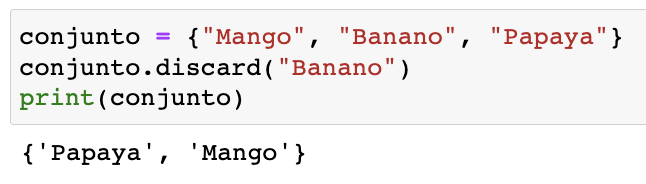 conjunto = {"Mango", "Banano", "Papaya"}
conjunto.discard("Banano")
print(conjunto)
{'Papaya', 'Mango'}